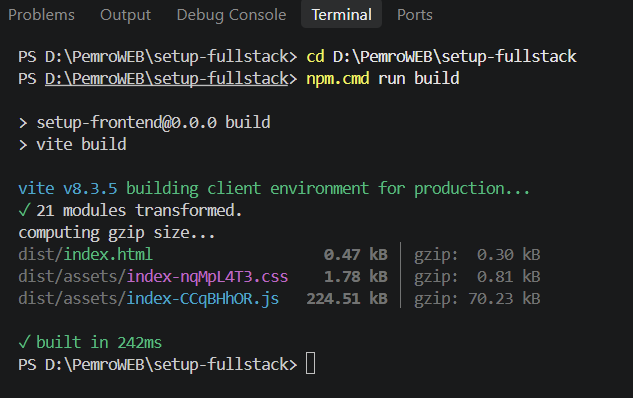 Problems Output Debug Console Terminal Ports
PS D:\PemroWEB\setup-fullstack> cd D:\PemroWEB\setup-fullstack
PS D:\PemroWEB\setup-fullstack> npm.cmd run build
> setup-frontend@0.0.0 build
> vite build
vite v8.3.5 building client environment for production...
✓ 21 modules transformed.
computing gzip size...
dist/index.html 0.47 kB │ gzip: 0.30 kB
dist/assets/index-nqMpL4T3.css 1.78 kB │ gzip: 0.81 kB
dist/assets/index-CCqBHhOR.js 224.51 kB │ gzip: 70.23 kB
✓ built in 242ms
PS D:\PemroWEB\setup-fullstack>